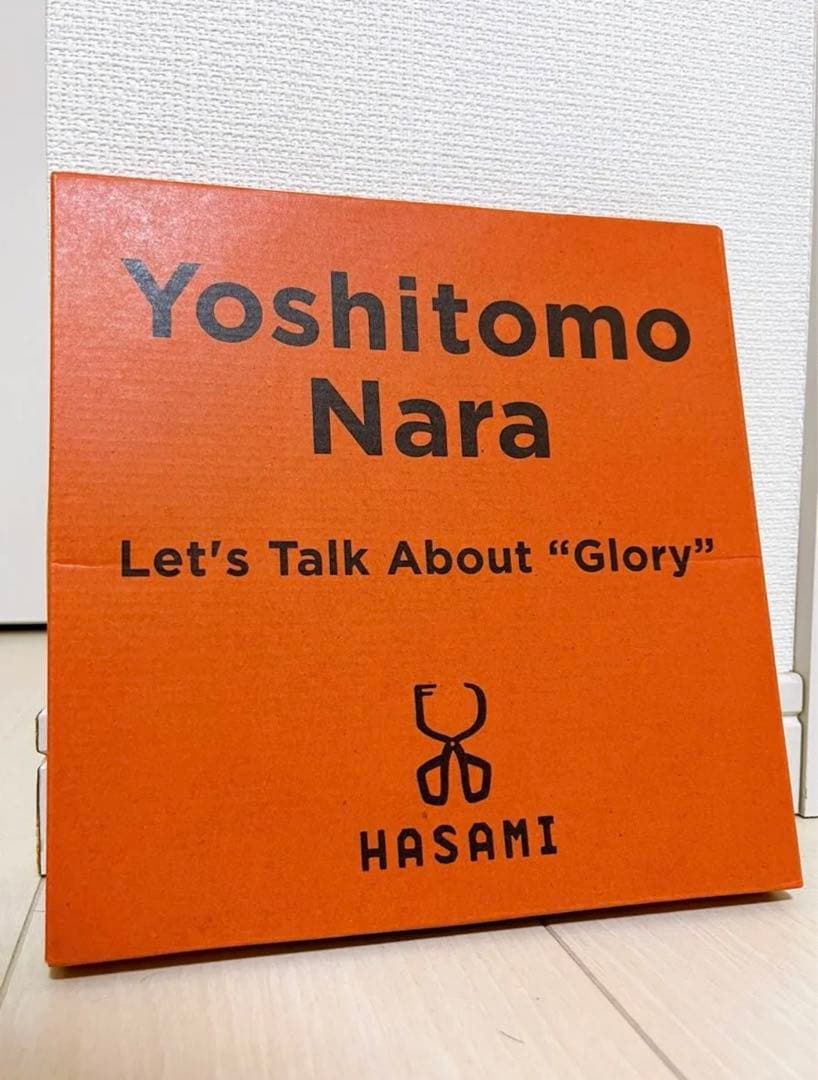 Yoshitomo
Nara
Let's Talk About “Glory”
HASAMI